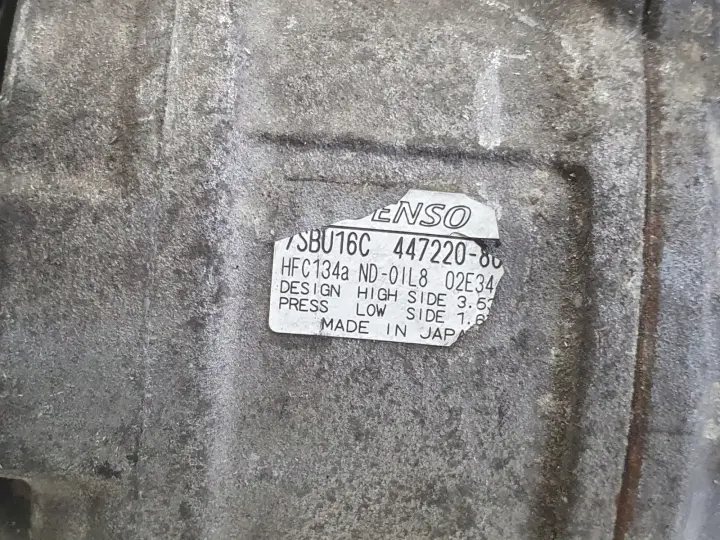 ENSO
7SBU16C 447220-8
HFC134a ND-OIL8 02E34
DESIGN HIGH SIDE 3.5
PRESS LOW SIDE 1.6
MADE IN JAPA